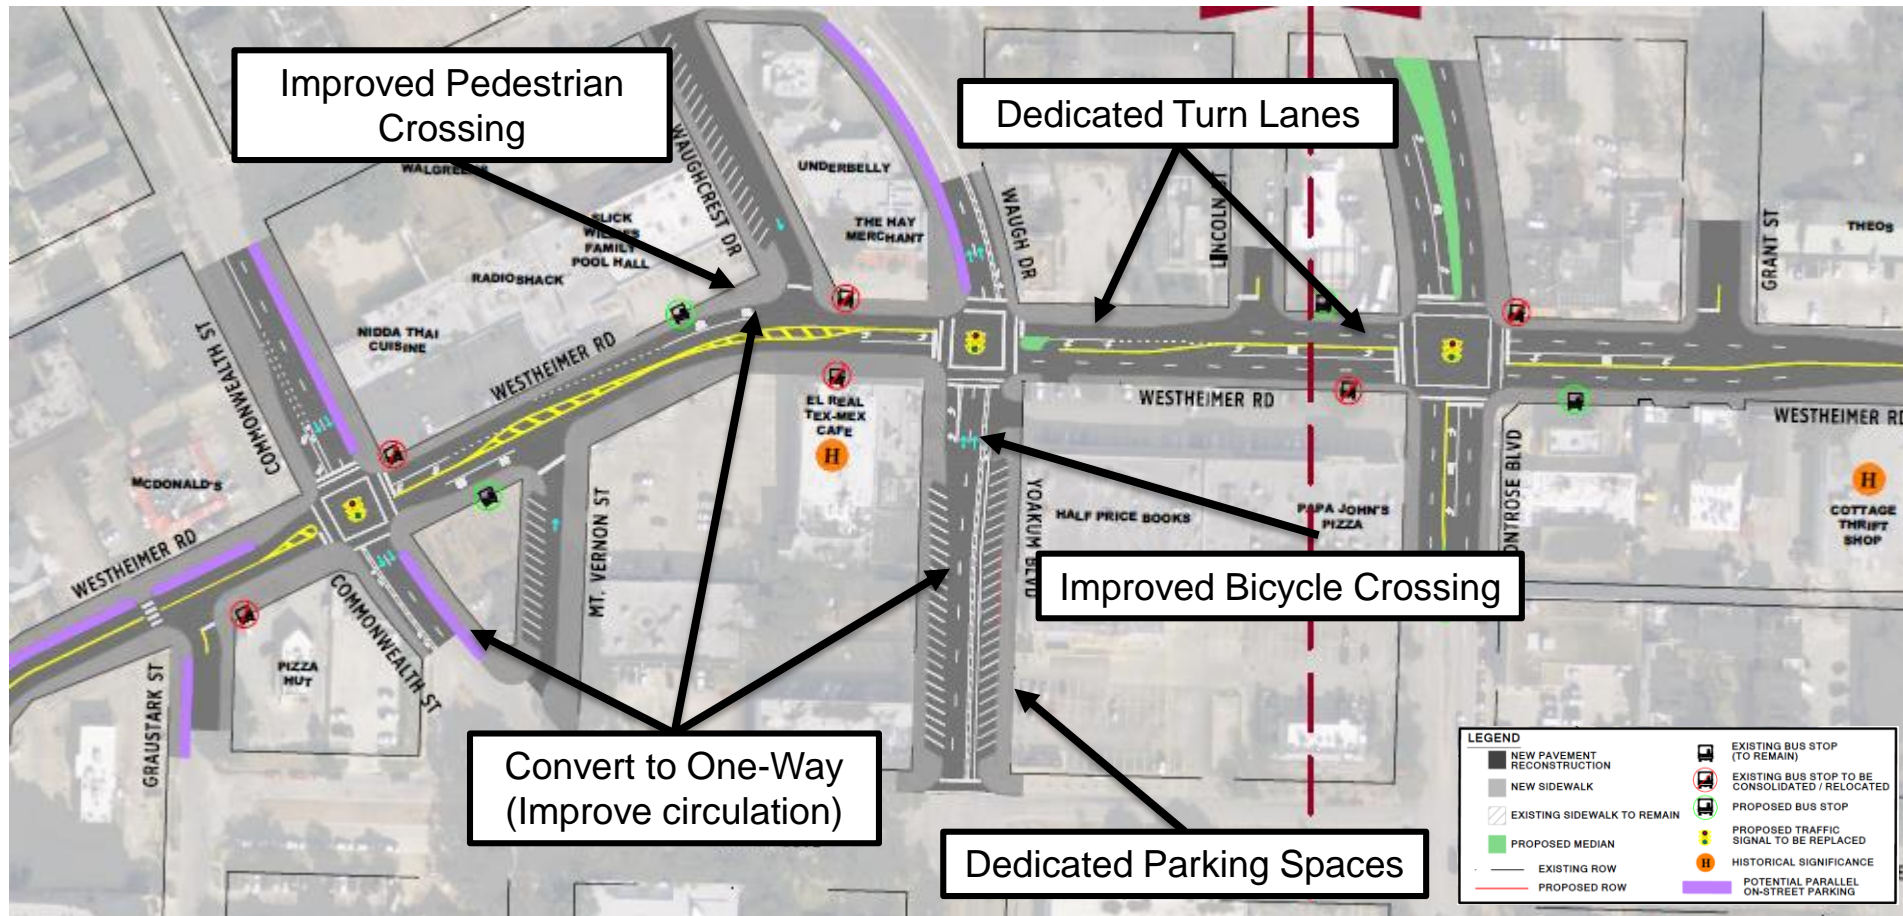 Improved Pedestrian
Crossing
Dedicated Turn Lanes
WAUGHCREST DR
UNDERBELLY
THE HAY
MERCHANT
WAUGH DR
LINCOLN ST
GRANT ST
THEOS
SLICK
WILLIES
FAMILY
POOL HALL
RADIOSHACK
NIDDA THAI
CUISINE
COMMONWEALTH ST
WESTHEIMER RD
EL REAL
TEX-MEX
CAFE
H
WESTHEIMER RD
WESTHEIMER RD
MCDONALD'S
WESTHEIMER RD
MT. VERNON ST
YOAKUM BLVD
HALF PRICE BOOKS
PAPA JOHN'S
PIZZA
ONTROSE BLVD
H
COTTAGE
THRIFT
SHOP
Improved Bicycle Crossing
COMMONWEALTH ST
PIZZA
HUT
GRAUSTARK ST
Convert to One-Way
(Improve circulation)
Dedicated Parking Spaces
LEGEND
NEW PAVEMENT
RECONSTRUCTION
NEW SIDEWALK
EXISTING SIDEWALK TO REMAIN
PROPOSED MEDIAN
EXISTING ROW
PROPOSED ROW
EXISTING BUS STOP
(TO REMAIN)
EXISTING BUS STOP TO BE
CONSOLIDATED / RELOCATED
PROPOSED BUS STOP
PROPOSED TRAFFIC
SIGNAL TO BE REPLACED
H HISTORICAL SIGNIFICANCE
POTENTIAL PARALLEL
ON-STREET PARKING